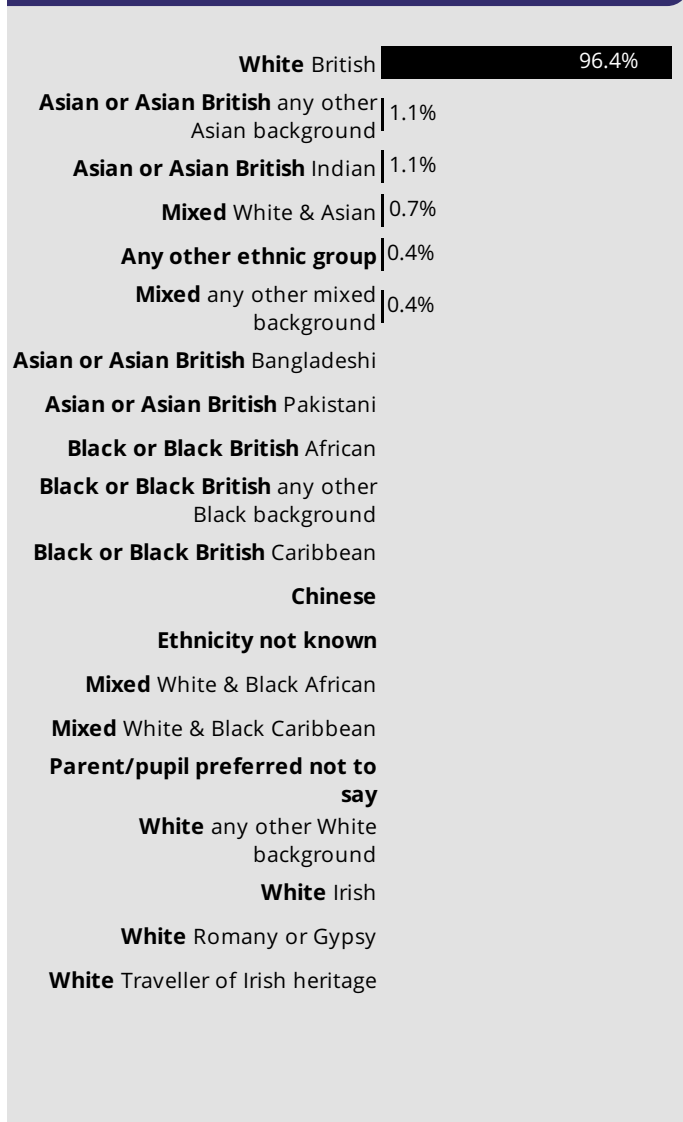 White British 96.4%
Asian or Asian British any other
Asian background 1.1%
Asian or Asian British Indian 1.1%
Mixed White & Asian 0.7%
Any other ethnic group 0.4%
Mixed any other mixed
background 0.4%
Asian or Asian British Bangladeshi
Asian or Asian British Pakistani
Black or Black British African
Black or Black British any other
Black background
Black or Black British Caribbean
Chinese
Ethnicity not known
Mixed White & Black African
Mixed White & Black Caribbean
Parent/pupil preferred not to
say
White any other White
background
White Irish
White Romany or Gypsy
White Traveller of Irish heritage